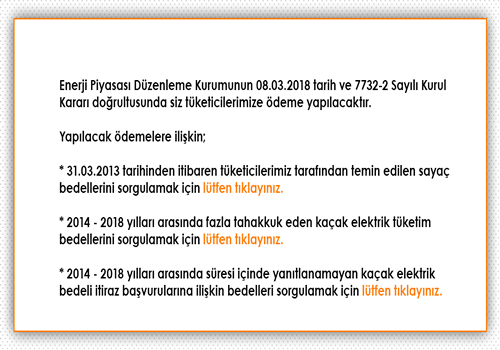 Enerji Piyasası Düzenleme Kurumunun 08.03.2018 tarih ve 7732-2 Sayılı Kurul
Kararı doğrultusunda siz tüketicilerimize ödeme yapılacaktır.
Yapılacak ödemelere ilişkin;
* 31.03.2013 tarihinden itibaren tüketicilerimiz tarafından temin edilen sayaç
bedellerini sorgulamak için lütfen tıklayınız.
* 2014 - 2018 yılları arasında fazla tahakkuk eden kaçak elektrik tüketim
bedellerini sorgulamak için lütfen tıklayınız.
* 2014 - 2018 yılları arasında süresi içinde yanıtlanamayan kaçak elektrik
bedeli itiraz başvurularına ilişkin bedelleri sorgulamak için lütfen tıklayınız.